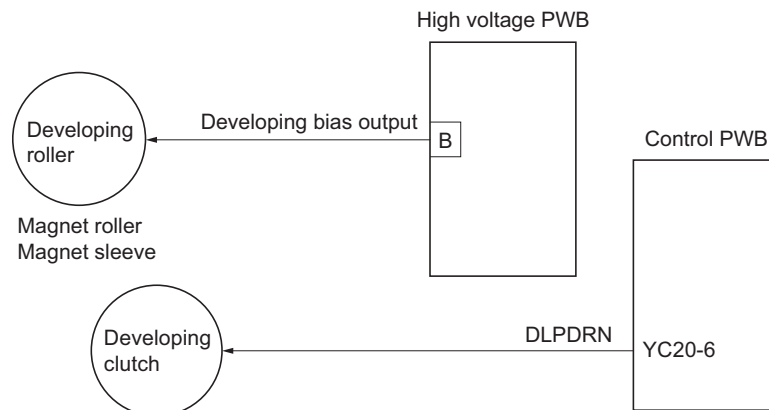 High voltage PWB
Developing
roller
Developing bias output
B
Control PWB
Magnet roller
Magnet sleeve
Developing
clutch
DLPDRN
YC20-6